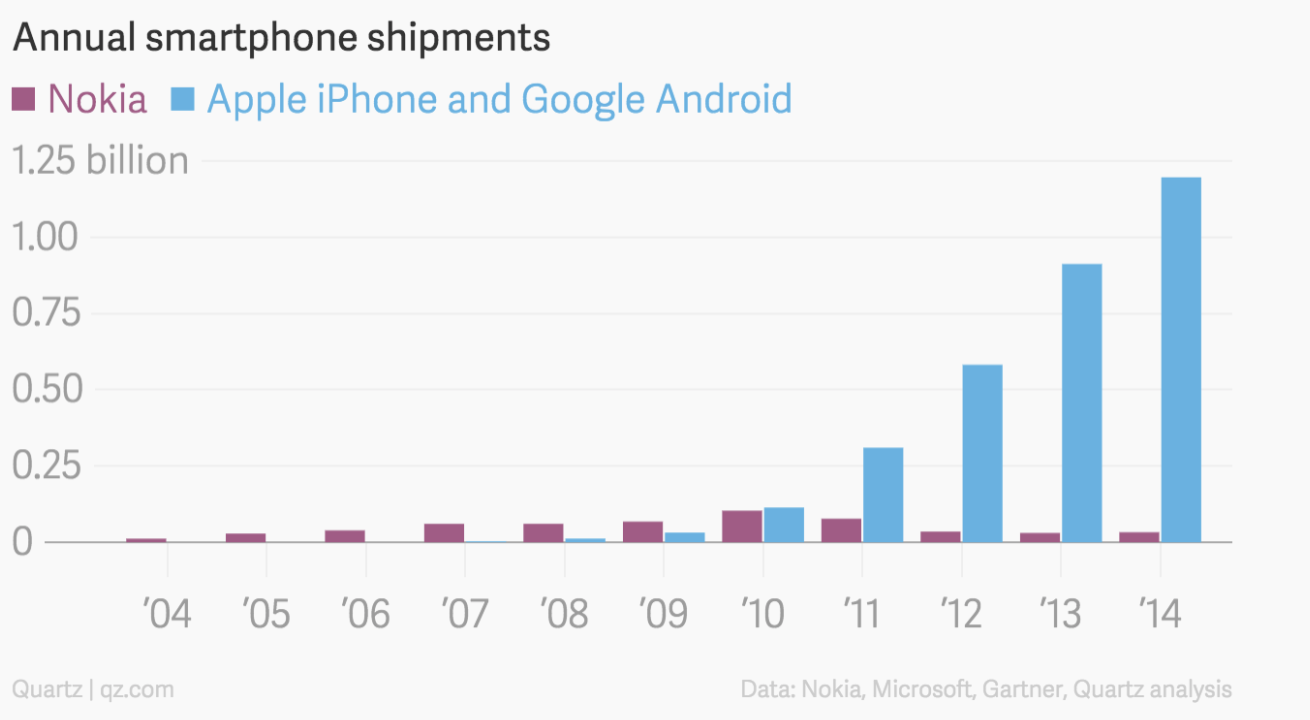 Annual smartphone shipments
Nokia Apple iPhone and Google Android
1.25 billion
1.00
0.75
0.50
0.25
0
’04 ’05 ’06 ’07 ’08 ’09 ’10 ’11 ’12 ’13 ’14
Quartz | qz.com Data: Nokia, Microsoft, Gartner, Quartz analysis